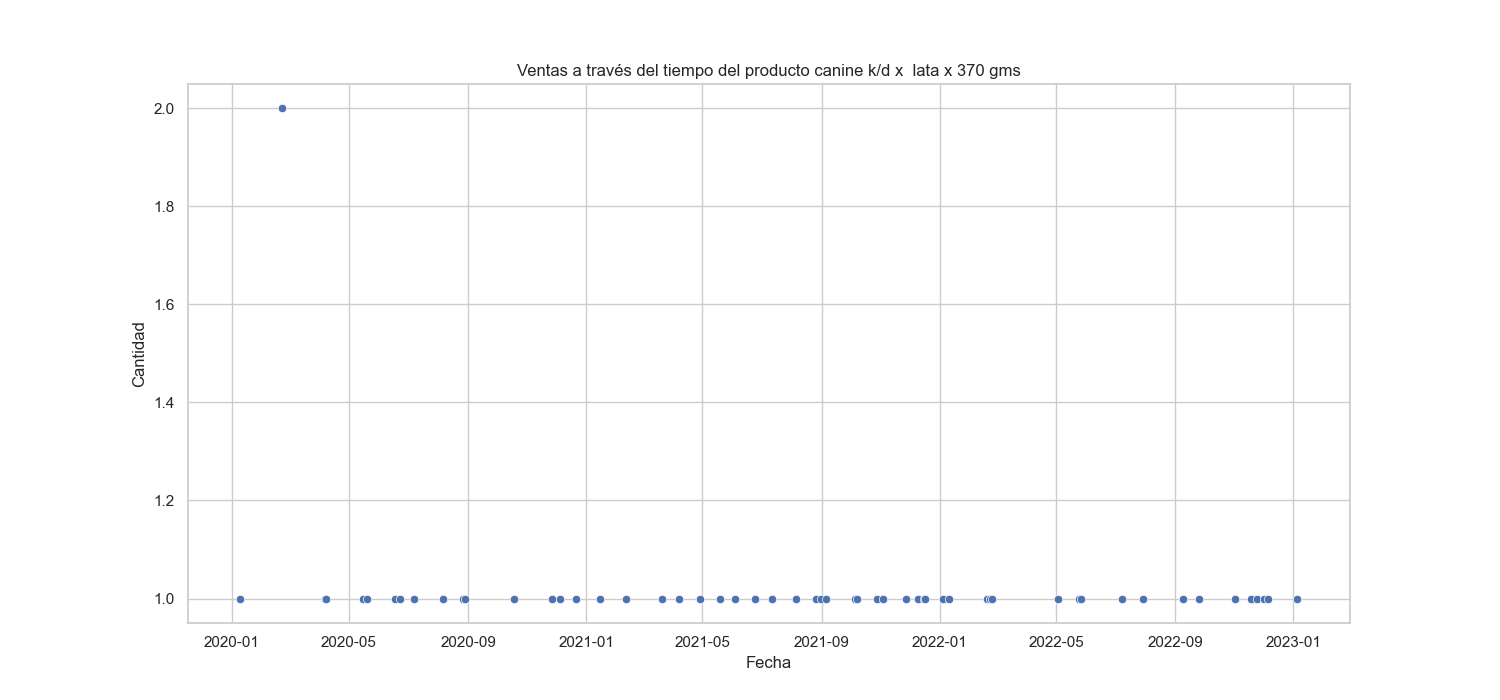 Ventas a través del tiempo del producto canine k/d x  lata x 370 gms
2.0
1.8
1.6
1.4
1.2
1.0
Cantidad
2020-01 2020-05 2020-09 2021-01 2021-05 2021-09 2022-01 2022-05 2022-09 2023-01
Fecha